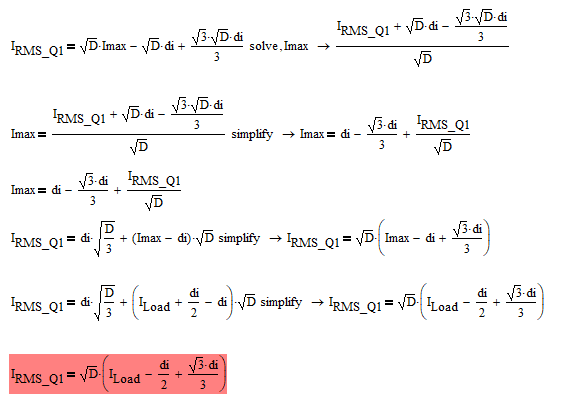 I_RMS_Q1 = √D·Imax − √D·di + (√3·√D·di)/3 solve,Imax → (I_RMS_Q1 + √D·di − (√3·√D·di)/3)/√D
Imax = (I_RMS_Q1 + √D·di − (√3·√D·di)/3)/√D simplify → Imax = di − (√3·di)/3 + I_RMS_Q1/√D
Imax = di − (√3·di)/3 + I_RMS_Q1/√D
I_RMS_Q1 = di·√(D/3) + (Imax − di)·√D simplify → I_RMS_Q1 = √D·(Imax − di + (√3·di)/3)
I_RMS_Q1 = di·√(D/3) + (I_Load + di/2 − di)·√D simplify → I_RMS_Q1 = √D·(I_Load − di/2 + (√3·di)/3)
I_RMS_Q1 = √D·(I_Load − di/2 + (√3·di)/3)